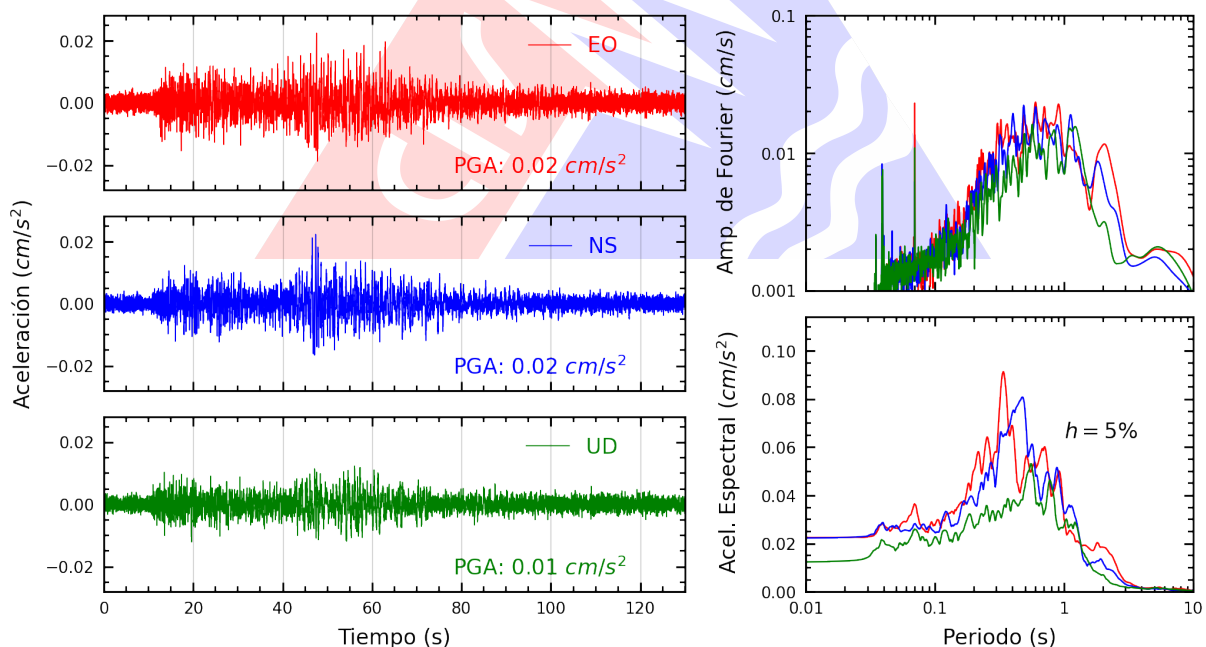 Aceleración (cm/s²)
0.02
0.00
−0.02
EO
PGA: 0.02 cm/s²
0.02
0.00
−0.02
NS
PGA: 0.02 cm/s²
0.02
0.00
−0.02
UD
PGA: 0.01 cm/s²
0 20 40 60 80 100 120
Tiempo (s)
Amp. de Fourier (cm/s)
0.1
0.01
0.001
Acel. Espectral (cm/s²)
0.10
0.08
0.06
0.04
0.02
0.00
h = 5%
0.01 0.1 1 10
Periodo (s)